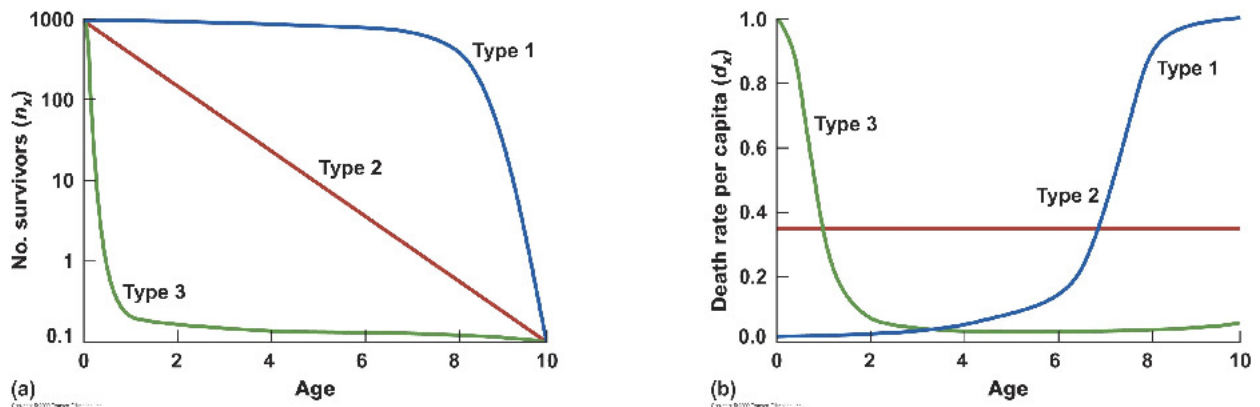 1000
100
10
1
0.1
No. survivors (nx)
Type 1
Type 2
Type 3
0 2 4 6 8 10
Age
(a)
1.0
0.8
0.6
0.4
0.2
0.0
Death rate per capita (dx)
Type 3
Type 1
Type 2
0 2 4 6 8 10
Age
(b)